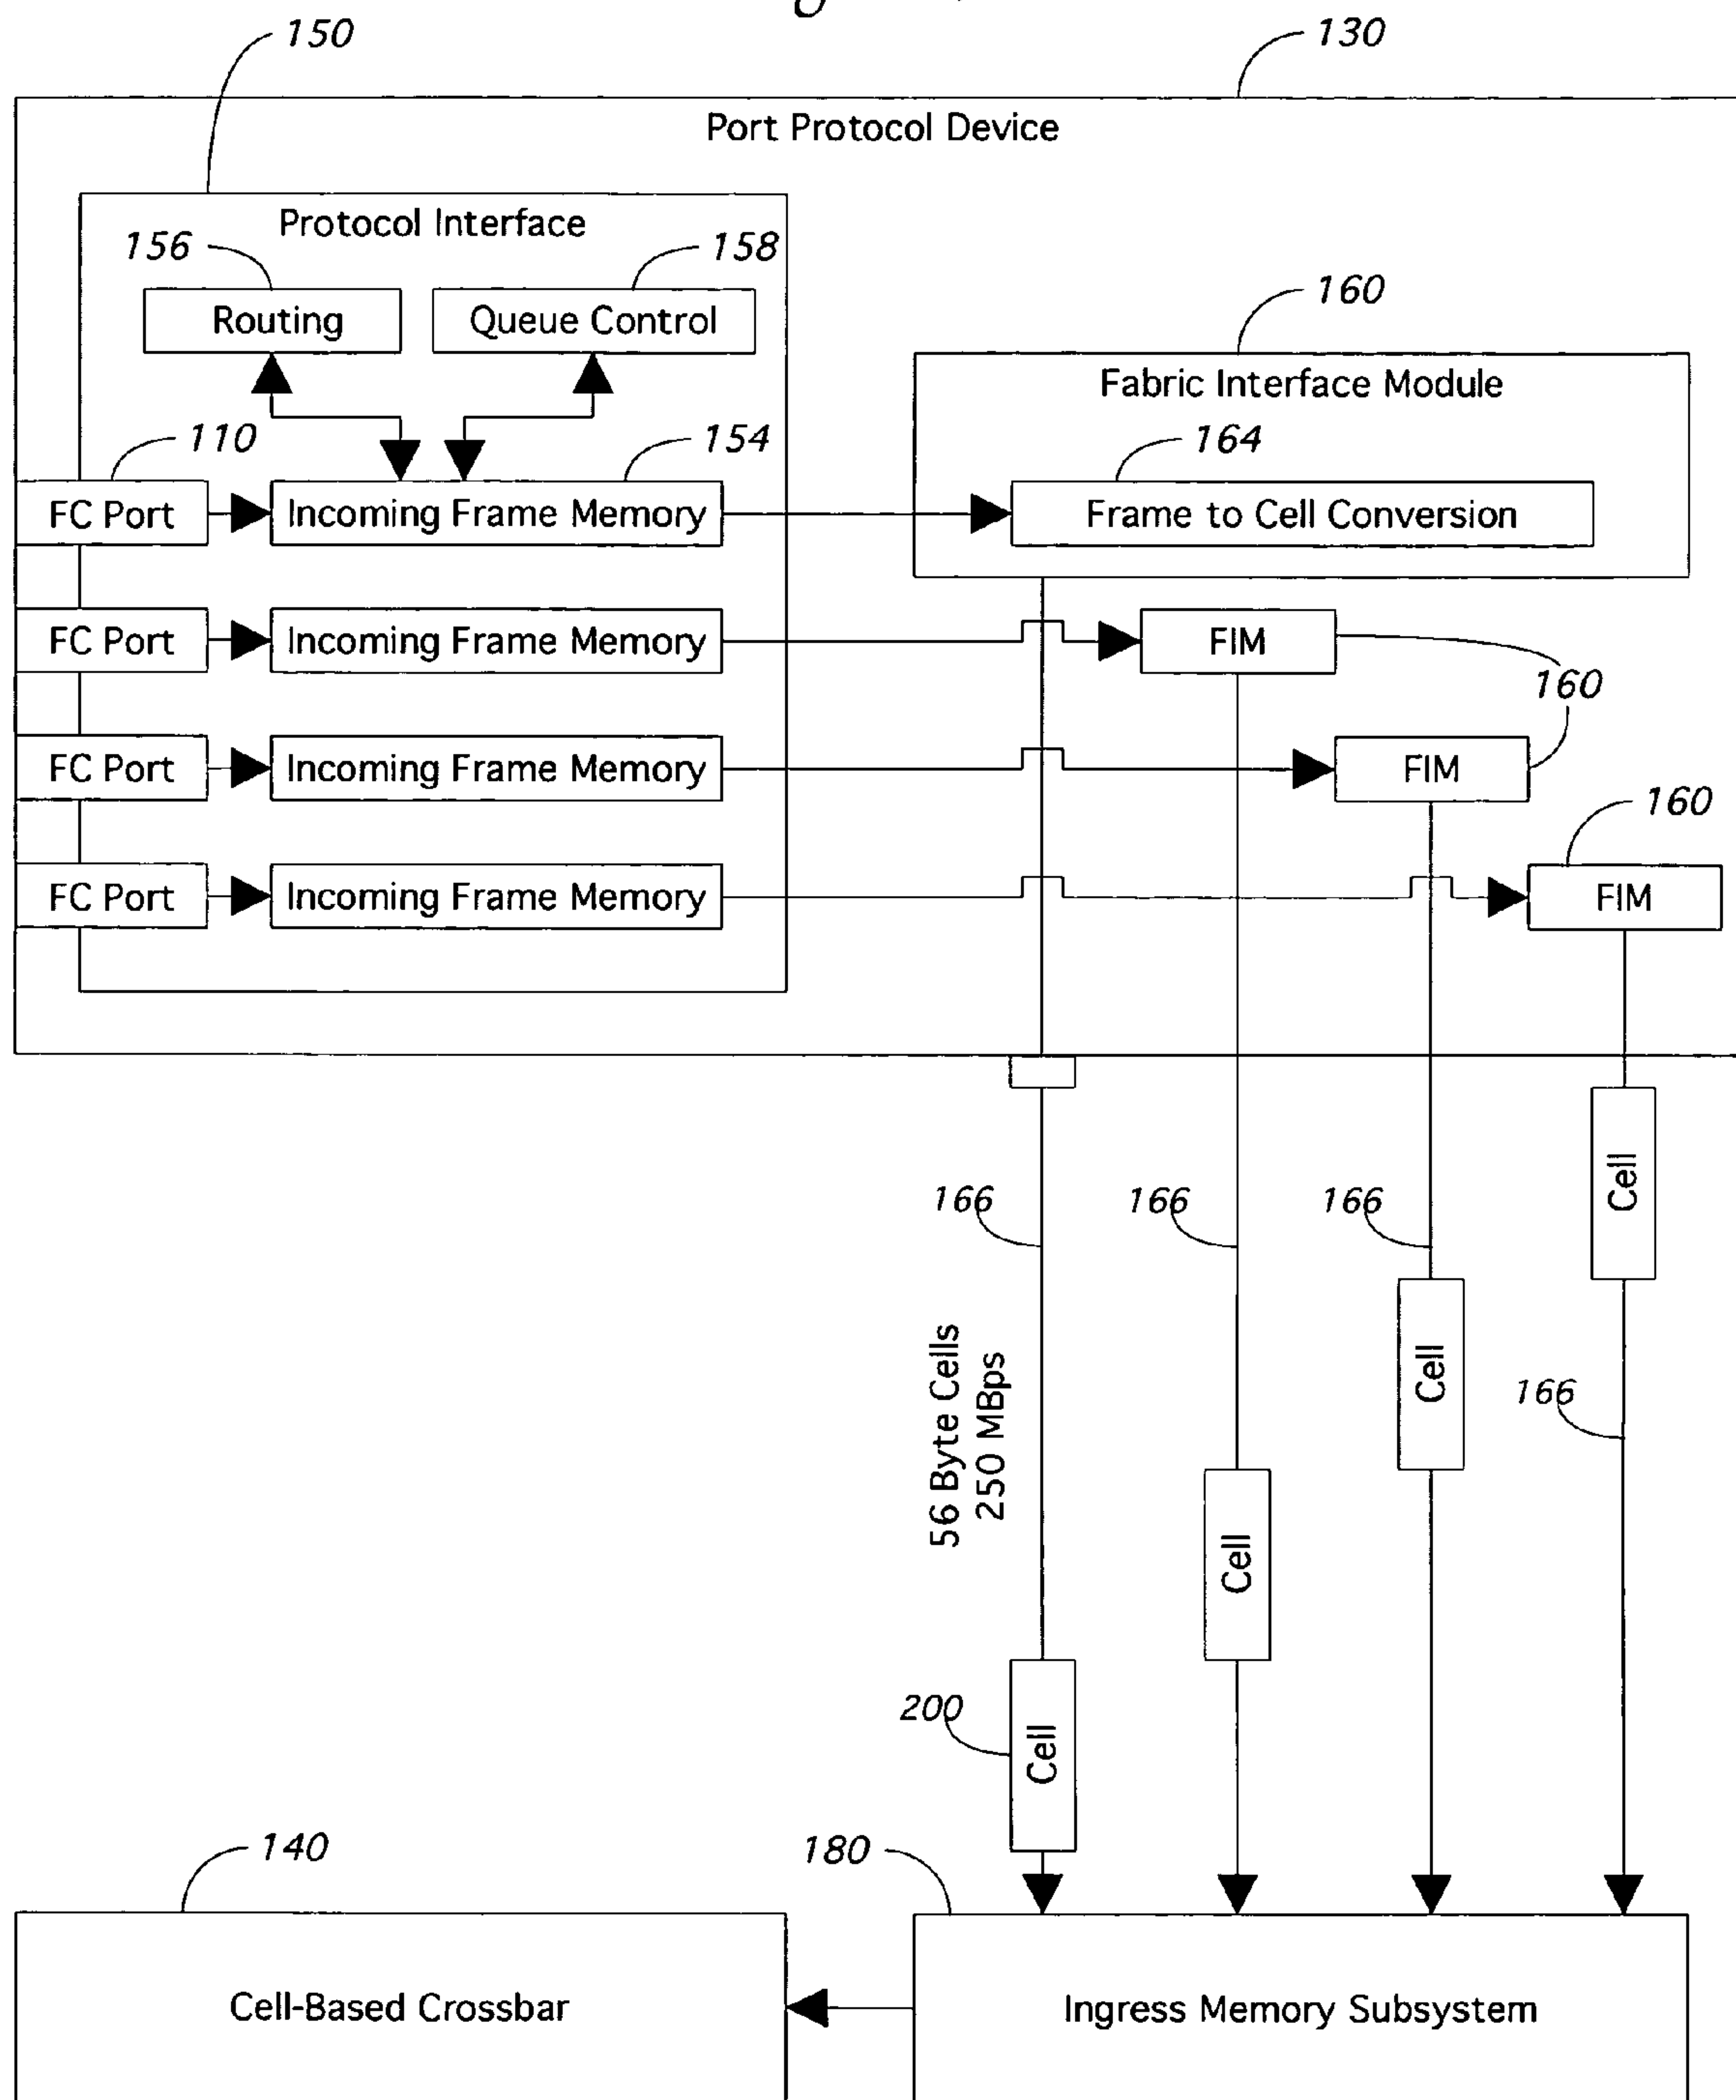 150
130
Port Protocol Device
Protocol Interface
156
158
160
Routing
Queue Control
Fabric Interface Module
110
154
164
FC Port
Incoming Frame Memory
Frame to Cell Conversion
FC Port
Incoming Frame Memory
FIM
160
FC Port
Incoming Frame Memory
FIM
160
FC Port
Incoming Frame Memory
FIM
Cell
166
166
166
Cell
166
56 Byte Cells
250 MBps
Cell
200
Cell
140
180
Cell-Based Crossbar
Ingress Memory Subsystem